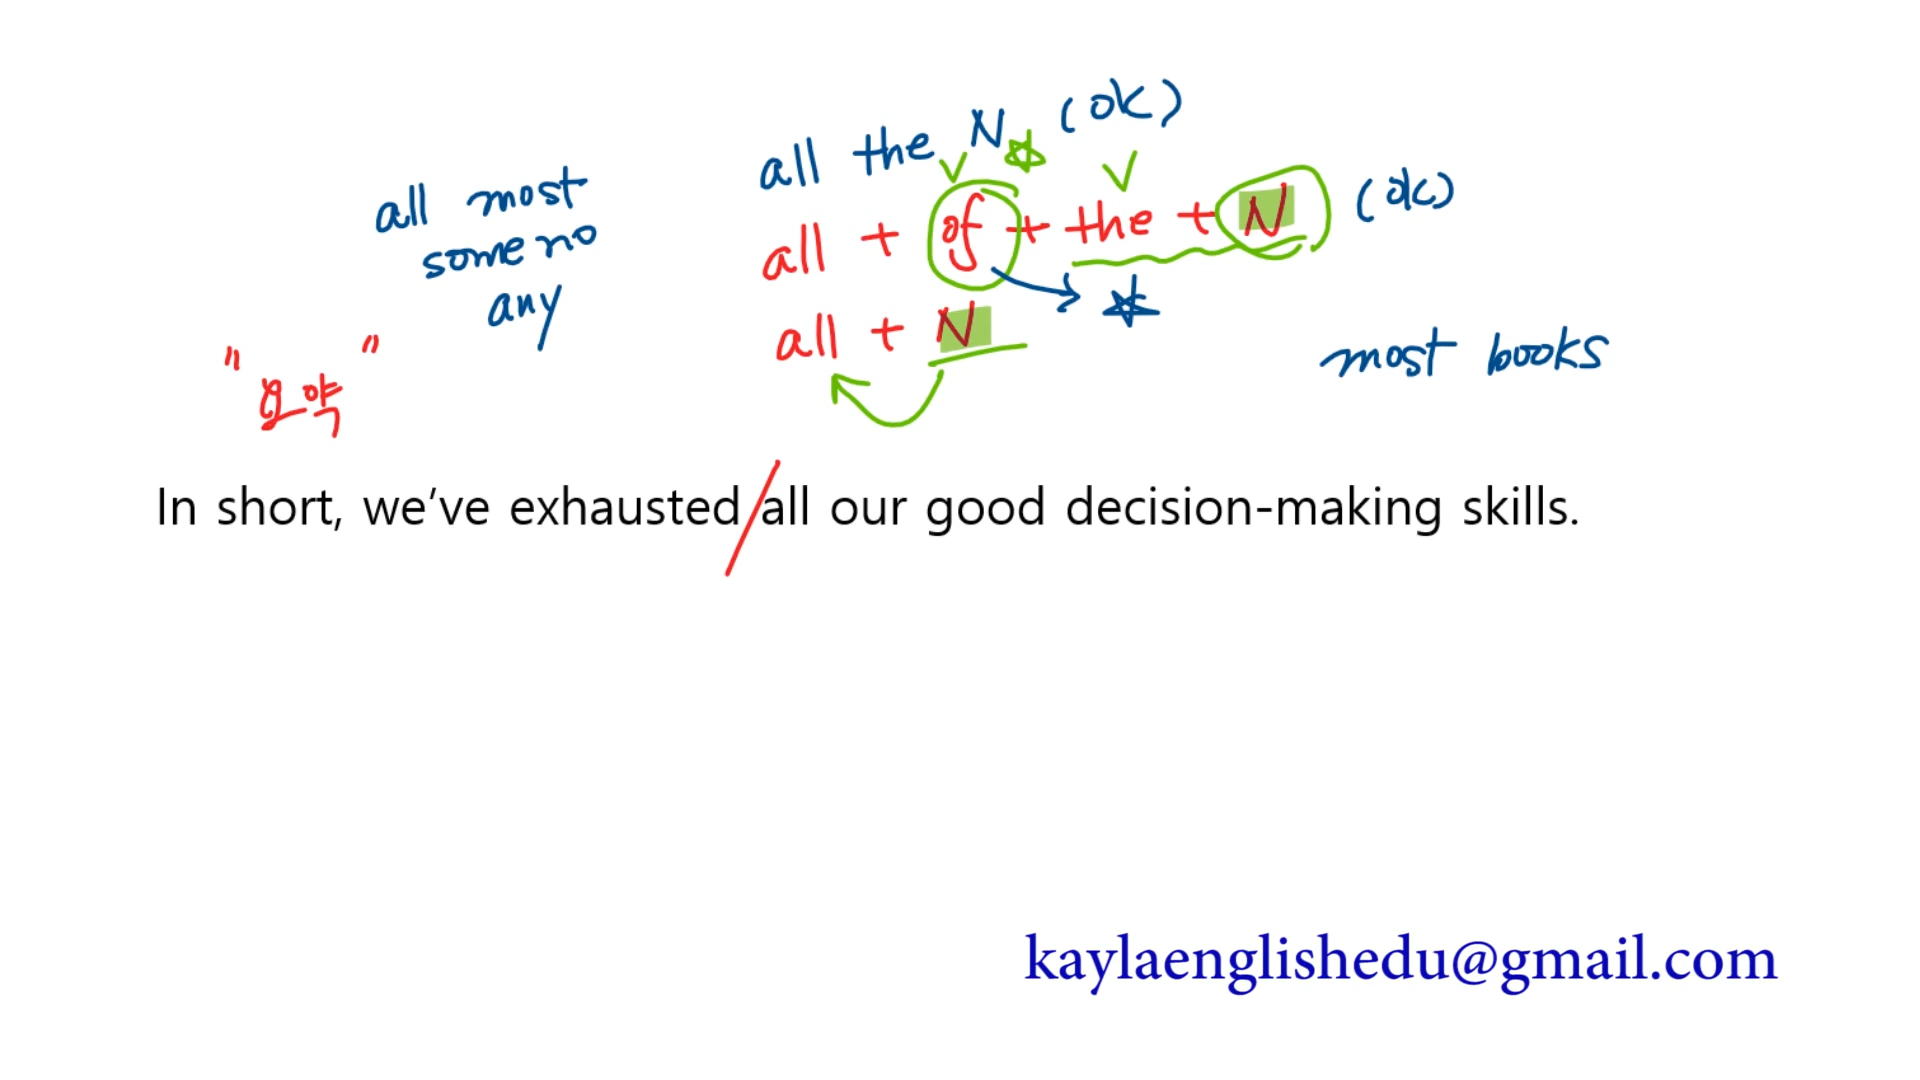 all the N (ok)
all most
some no
any
all + of + the + N (ok)
all + N
most books
" 요약 "
In short, we've exhausted / all our good decision-making skills.
kaylaenglishedu@gmail.com